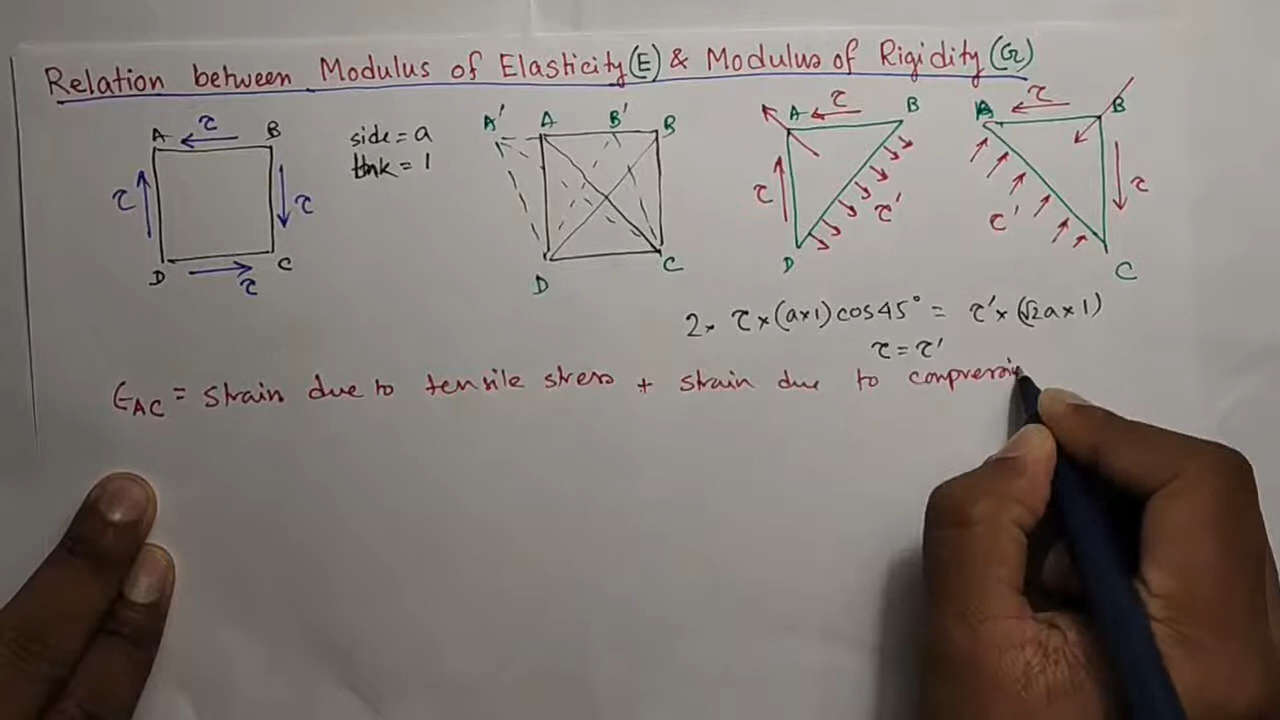 Relation between Modulus of Elasticity (E) & Modulus of Rigidity (G)
A τ B
τ τ
D τ C
side = a
thk = 1
A' A B' B
D C
A τ B
τ τ'
D
A τ B
τ' τ
C
2 × τ × (a×1) cos 45° = τ' × (√2a × 1)
τ = τ'
ϵAC = strain due to tensile stress + strain due to compressi